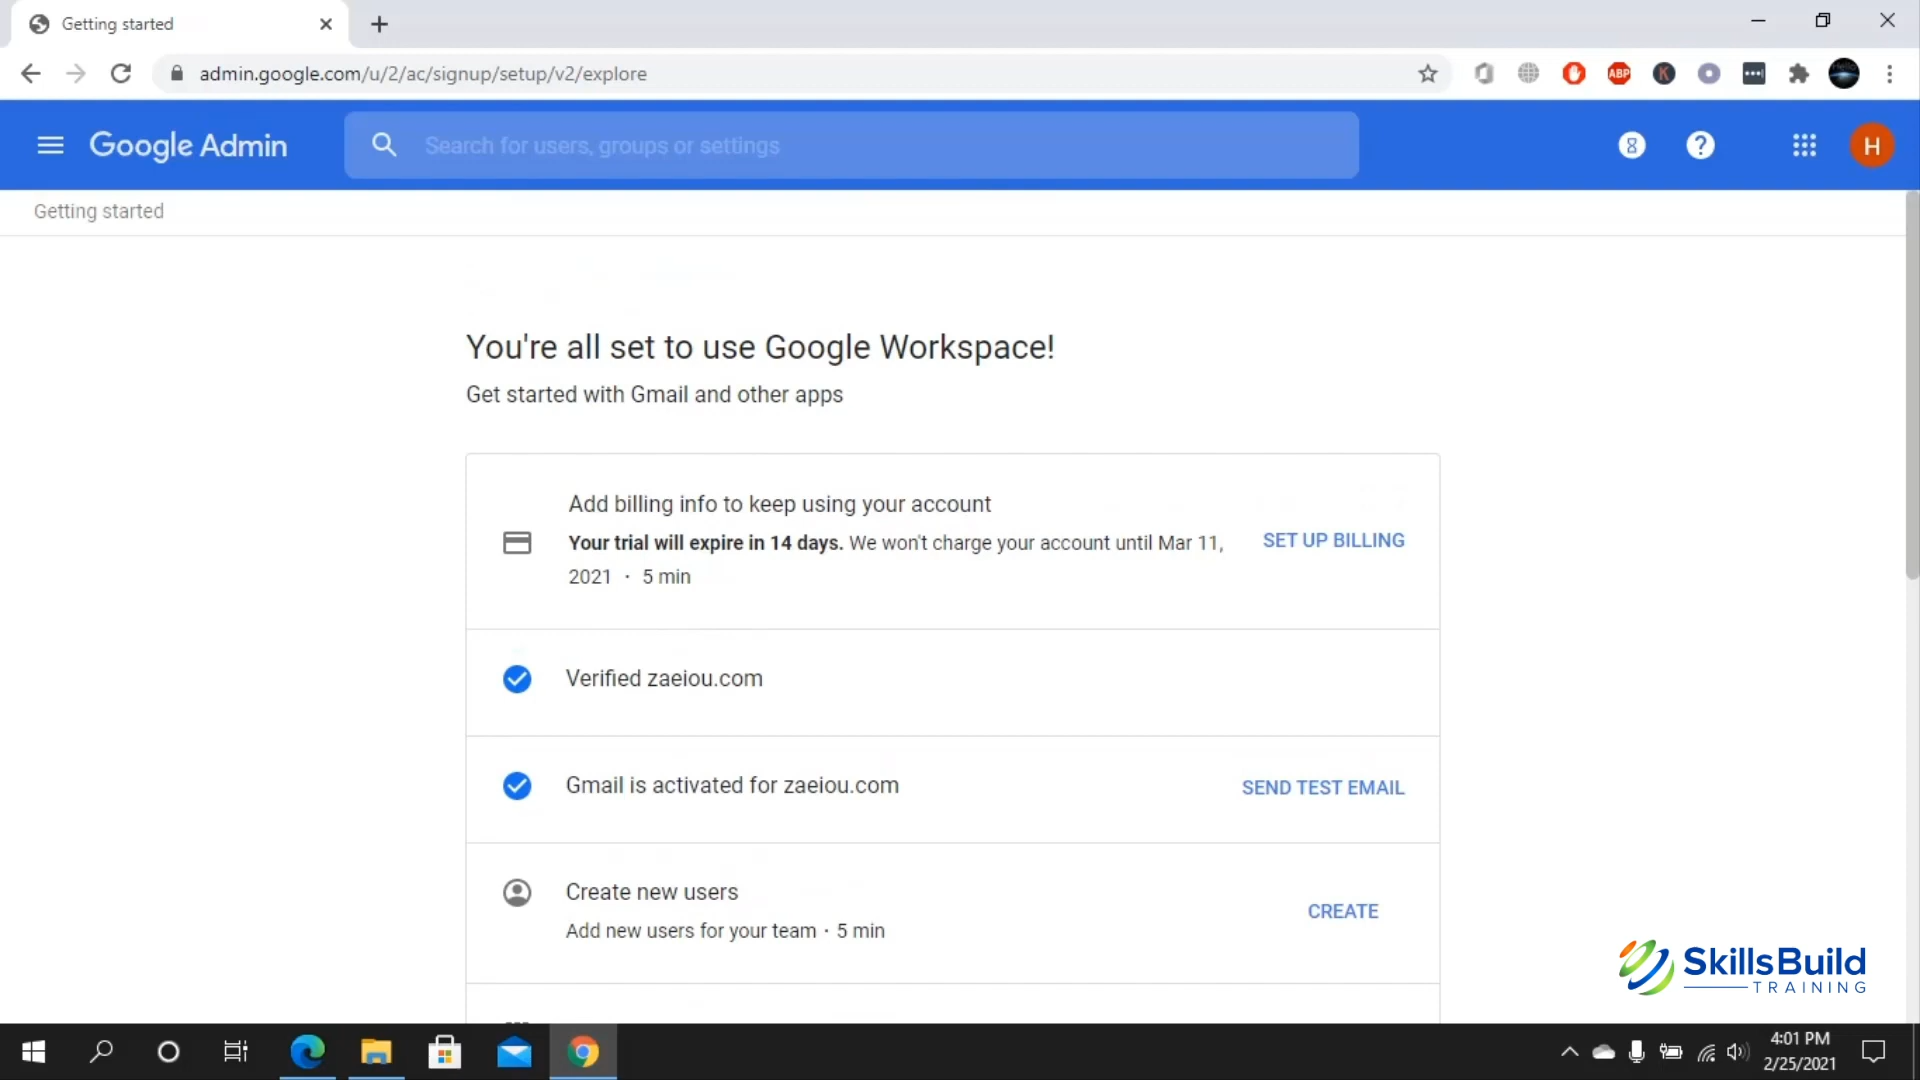 Getting started
admin.google.com/u/2/ac/signup/setup/v2/explore
ABP
K
Google Admin
Search for users, groups or settings
H
Getting started
You're all set to use Google Workspace!
Get started with Gmail and other apps
Add billing info to keep using your account
Your trial will expire in 14 days. We won't charge your account until Mar 11,
2021 · 5 min
SET UP BILLING
Verified zaeiou.com
Gmail is activated for zaeiou.com
SEND TEST EMAIL
Create new users
Add new users for your team · 5 min
CREATE
SkillsBuild
TRAINING
4:01 PM
2/25/2021